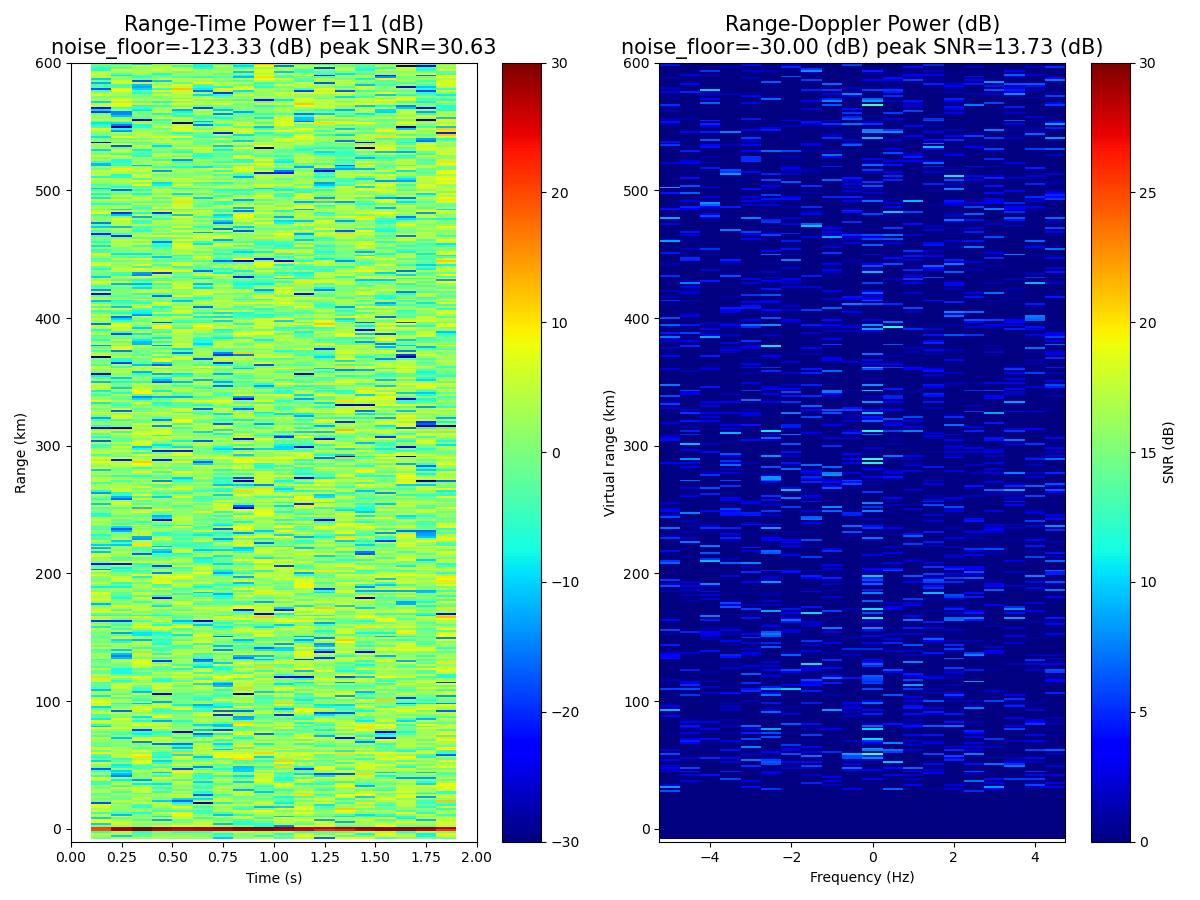 Range-Time Power f=11 (dB)
noise_floor=-123.33 (dB) peak SNR=30.63
600
500
400
300
200
100
0
Range (km)
0.00 0.25 0.50 0.75 1.00 1.25 1.50 1.75 2.00
Time (s)
30
20
10
0
−10
−20
−30
Range-Doppler Power (dB)
noise_floor=-30.00 (dB) peak SNR=13.73 (dB)
600
500
400
300
200
100
0
Virtual range (km)
−4 −2 0 2 4
Frequency (Hz)
30
25
20
15
10
5
0
SNR (dB)